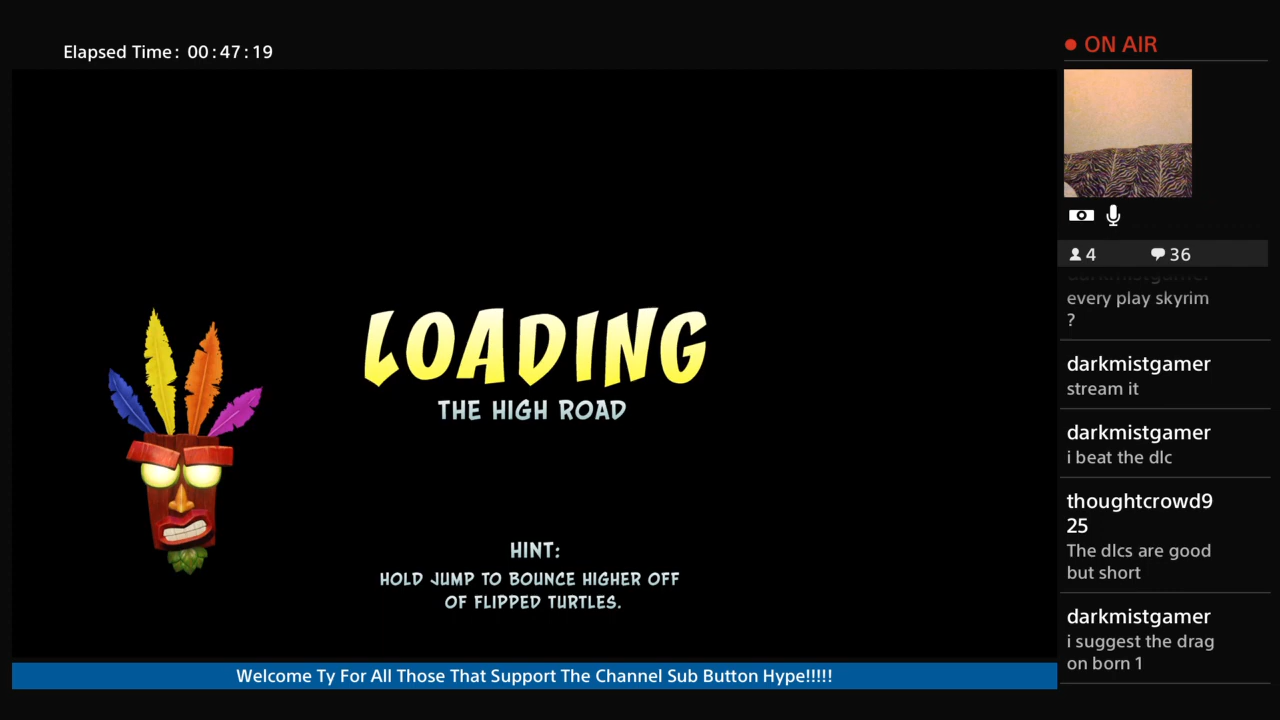 Elapsed Time: 00:47:19
ON AIR
LOADING
THE HIGH ROAD
HINT:
HOLD JUMP TO BOUNCE HIGHER OFF
OF FLIPPED TURTLES.
Welcome Ty For All Those That Support The Channel Sub Button Hype!!!!!
4 36
darkmistgamer
every play skyrim
?
darkmistgamer
stream it
darkmistgamer
i beat the dlc
thoughtcrowd9
25
The dlcs are good
but short
darkmistgamer
i suggest the drag
on born 1